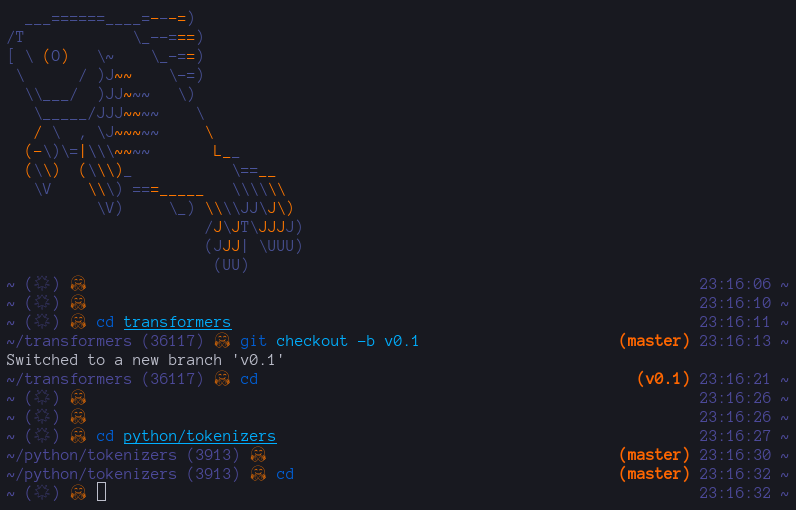 ___======____=---=)
/T            \_--===)
[ \ (O)   \~    \_-==)
 \      / )J~~    \-=)
  \\___/  )JJ~~~   \)
   \_____/JJJ~~~~    \
   / \  , \J~~~~~     \
  (-\)\=|\\\~~~~       L__
  (\\)  (\\\)_           \==__
   \V    \\\) ===_____   \\\\\\
          \V)     \_) \\\\JJ\J\)
                      /J\JT\JJJJ)
                      (JJJ| \UUU)
                       (UU)
~ (҉) 🤗 23:16:06 ~
~ (҉) 🤗 23:16:10 ~
~ (҉) 🤗 cd transformers 23:16:11 ~
~/transformers (36117) 🤗 git checkout -b v0.1 (master) 23:16:13 ~
Switched to a new branch 'v0.1'
~/transformers (36117) 🤗 cd (v0.1) 23:16:21 ~
~ (҉) 🤗 23:16:26 ~
~ (҉) 🤗 23:16:26 ~
~ (҉) 🤗 cd python/tokenizers 23:16:27 ~
~/python/tokenizers (3913) 🤗 (master) 23:16:30 ~
~/python/tokenizers (3913) 🤗 cd (master) 23:16:32 ~
~ (҉) 🤗 23:16:32 ~